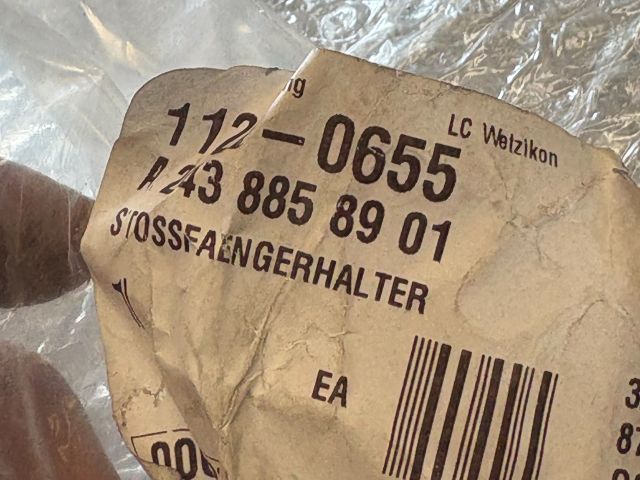 LC Wetzikon
112-0655
A 243 885 89 01
STOSSFAENGERHALTER
EA